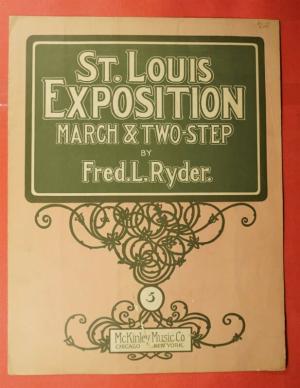 ST. LOUIS
EXPOSITION
MARCH & TWO-STEP
BY
Fred. L. Ryder.
5
McKinley Music Co
CHICAGO NEW YORK